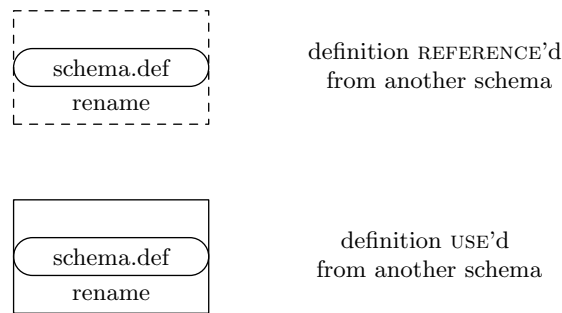 schema.def
rename
definition REFERENCE'd
from another schema
schema.def
rename
definition USE'd
from another schema